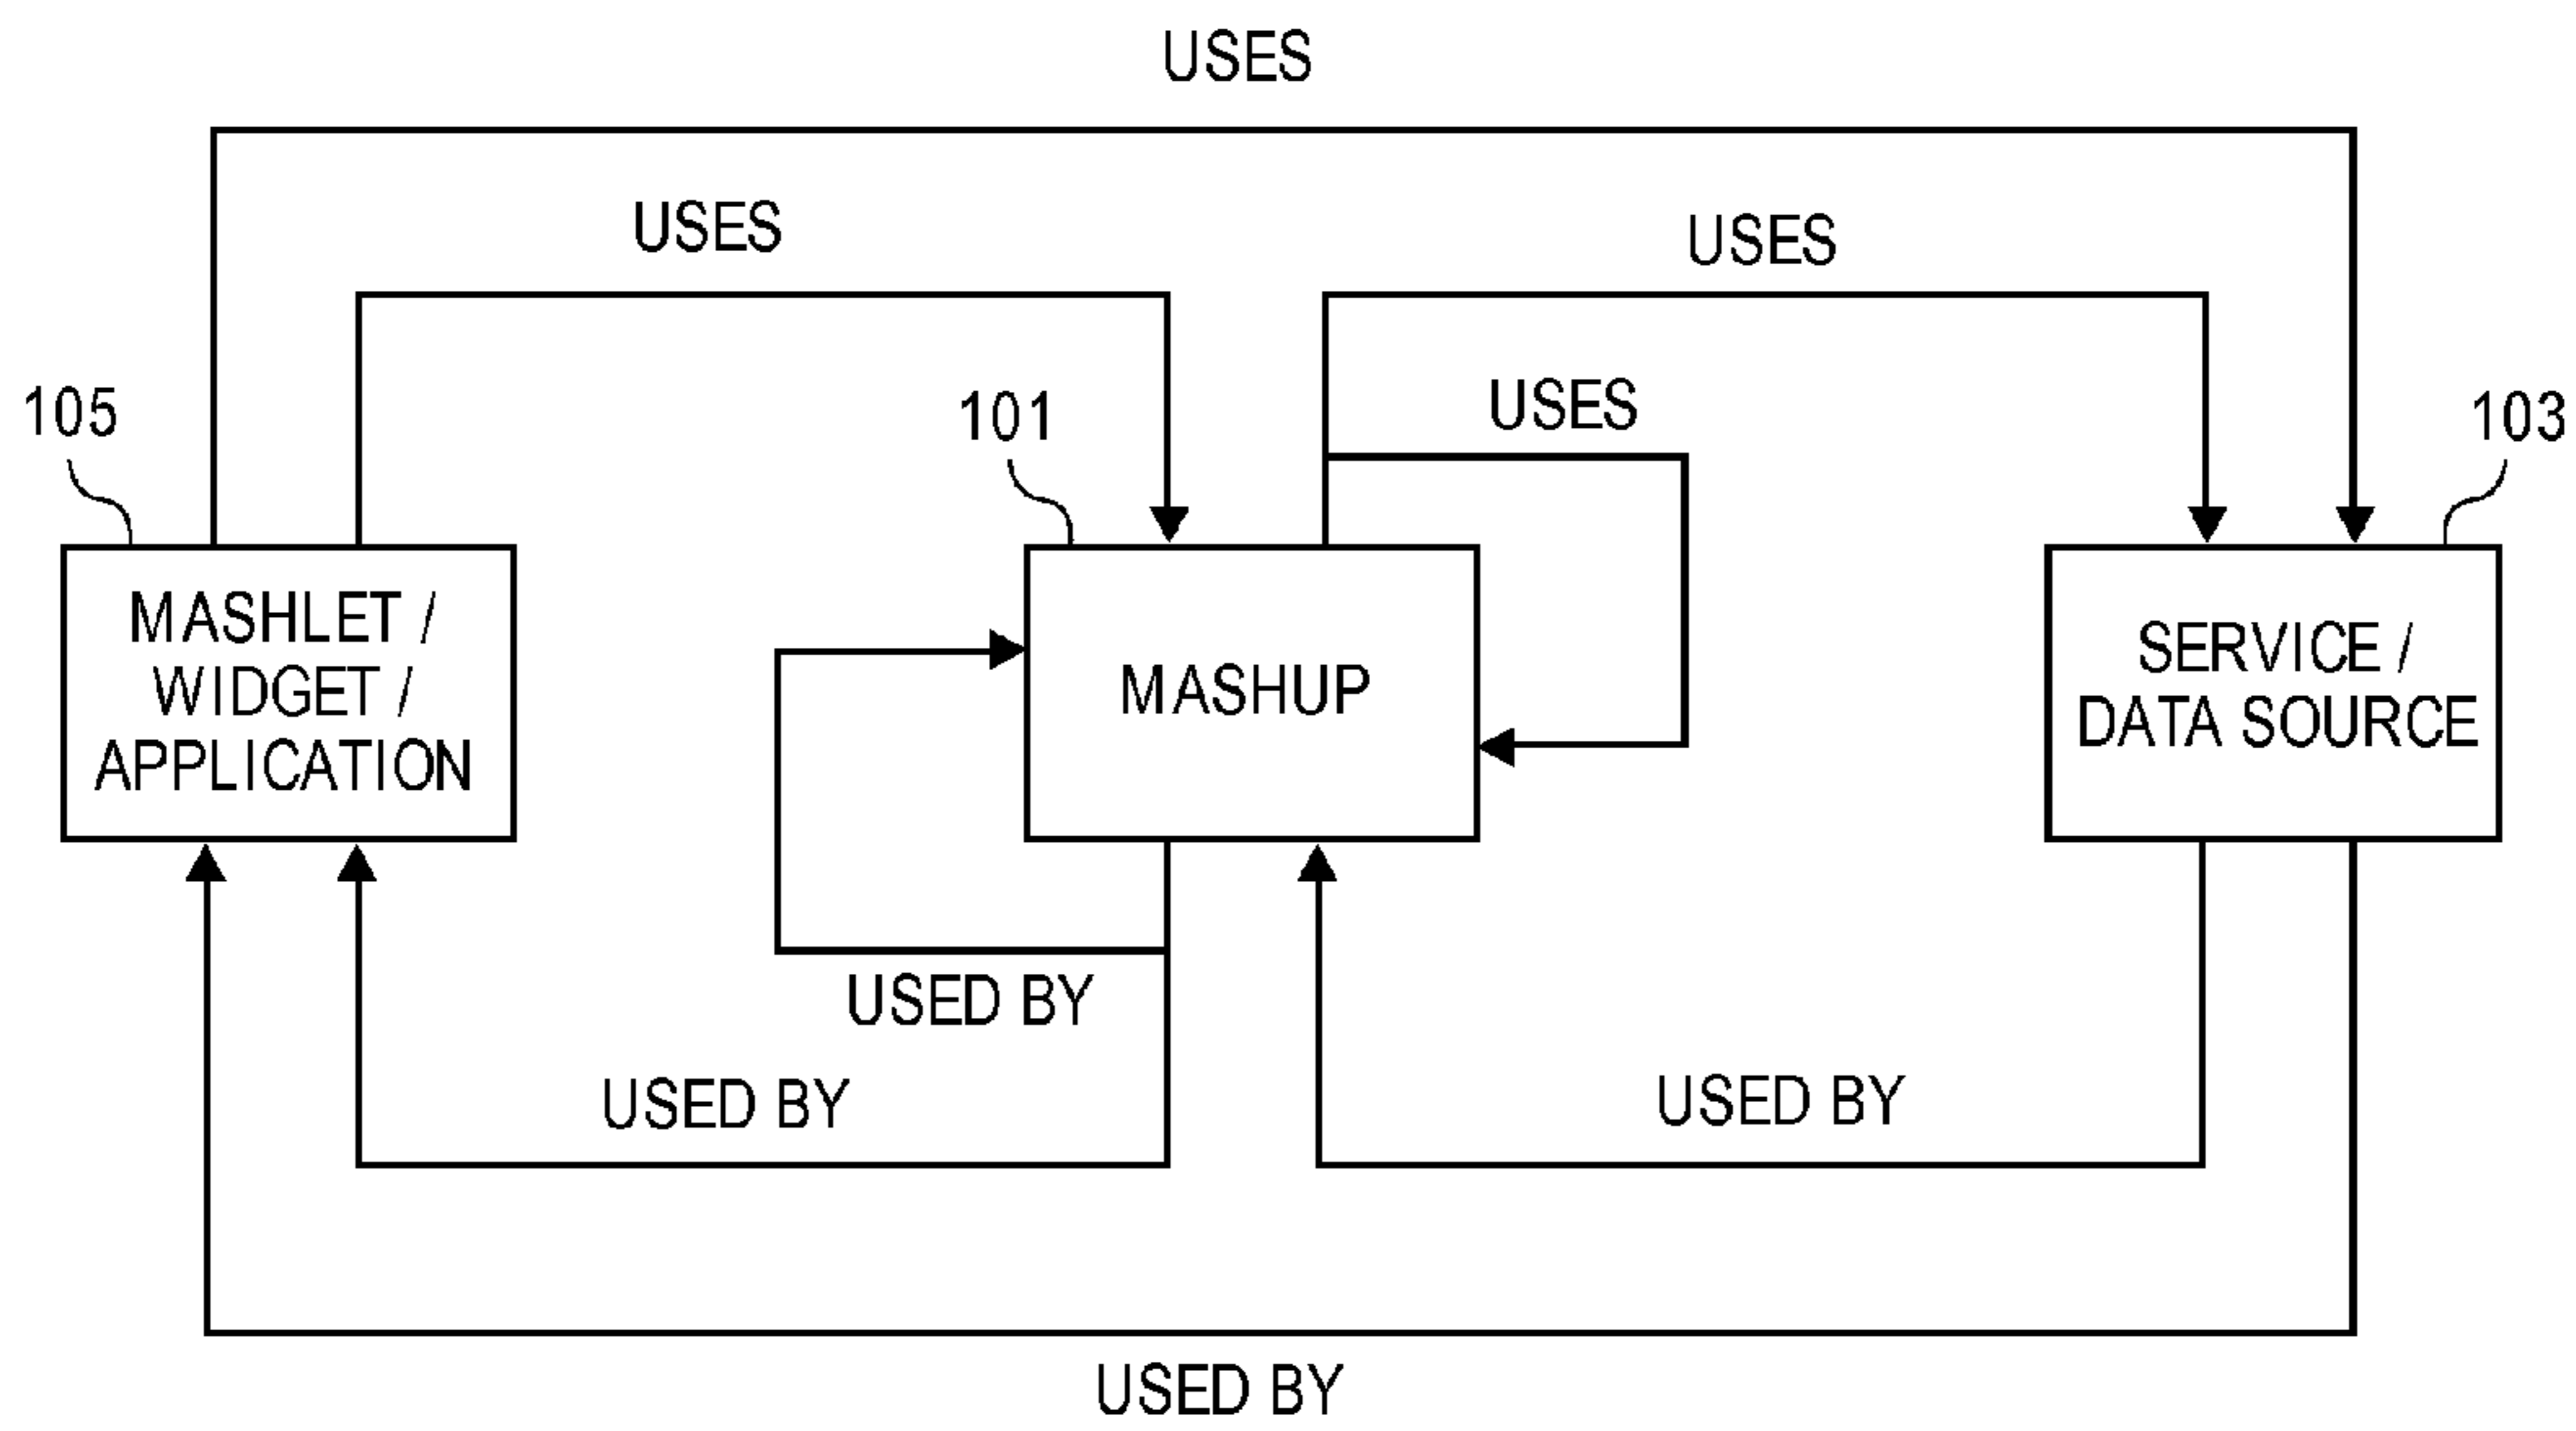 USES
USES
USES
USES
105
101
103
MASHLET /
WIDGET /
APPLICATION
MASHUP
SERVICE /
DATA SOURCE
USED BY
USED BY
USED BY
USED BY